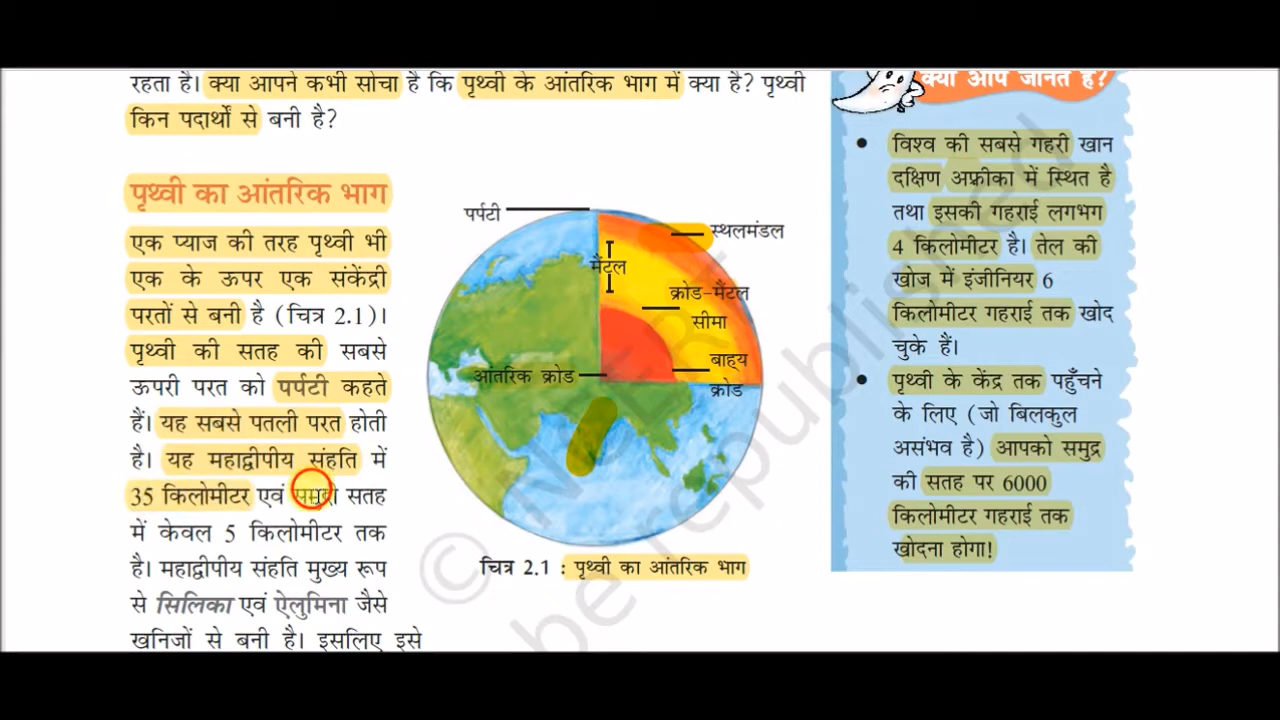 रहता है। क्या आपने कभी सोचा है कि पृथ्वी के आंतरिक भाग में क्या है? पृथ्वी
किन पदार्थों से बनी है?
पृथ्वी का आंतरिक भाग
एक प्याज की तरह पृथ्वी भी
एक के ऊपर एक संकेंद्री
परतों से बनी है (चित्र 2.1)।
पृथ्वी की सतह की सबसे
ऊपरी परत को पर्पटी कहते
हैं। यह सबसे पतली परत होती
है। यह महाद्वीपीय संहति में
35 किलोमीटर एवं सतह
में केवल 5 किलोमीटर तक
है। महाद्वीपीय संहति मुख्य रूप
से सिलिका एवं ऐलुमिना जैसे
खनिजों से बनी है। इसलिए इसे
पर्पटी
स्थलमंडल
मैंटल
क्रोड-मैंटल
सीमा
बाह्य
क्रोड
आंतरिक क्रोड
चित्र 2.1 : पृथ्वी का आंतरिक भाग
क्या आप जानते हैं?
• विश्व की सबसे गहरी खान
दक्षिण अफ़्रीका में स्थित है
तथा इसकी गहराई लगभग
4 किलोमीटर है। तेल की
खोज में इंजीनियर 6
किलोमीटर गहराई तक खोद
चुके हैं।
• पृथ्वी के केंद्र तक पहुँचने
के लिए (जो बिलकुल
असंभव है) आपको समुद्र
की सतह पर 6000
किलोमीटर गहराई तक
खोदना होगा!
© NCERT
be republished